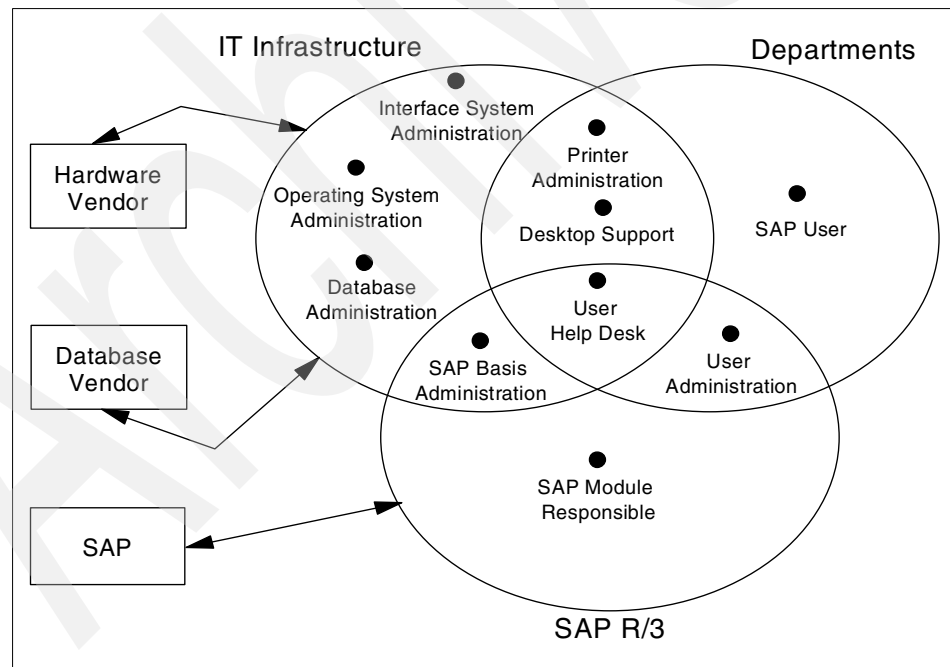 IT Infrastructure
Departments
Interface System
Administration
Printer
Administration
Hardware
Vendor
Operating System
Administration
Desktop Support
SAP User
Database
Administration
User
Help Desk
Database
Vendor
SAP Basis
Administration
User
Administration
SAP Module
Responsible
SAP
SAP R/3